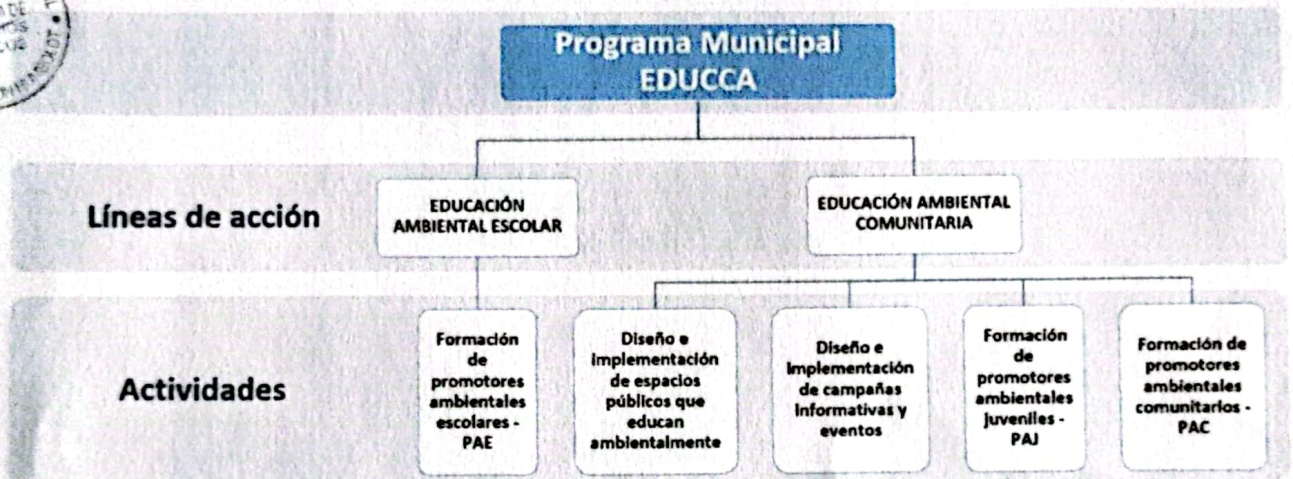 Programa Municipal
EDUCCA
Líneas de acción
EDUCACIÓN
AMBIENTAL ESCOLAR
EDUCACIÓN AMBIENTAL
COMUNITARIA
Actividades
Formación
de
promotores
ambientales
escolares -
PAE
Diseño e
implementación
de espacios
públicos que
educan
ambientalmente
Diseño e
Implementación
de campañas
Informativas y
eventos
Formación
de
promotores
ambientales
Juveniles -
PAJ
Formación de
promotores
ambientales
comunitarios -
PAC